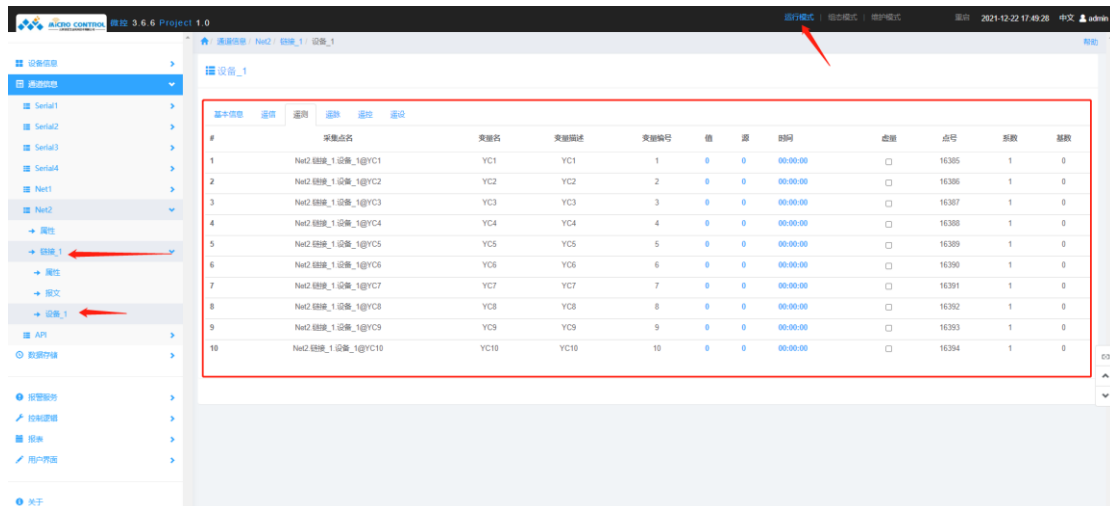 MICRO CONTROL 微控 3.6.6 Project 1.0
运行模式 | 组态模式 | 维护模式 重启 2021-12-22 17:49:28 中文 admin
/ 通道信息 / Net2 / 链接_1 / 设备_1 帮助
设备信息
通道信息
Serial1
Serial2
Serial3
Serial4
Net1
Net2
属性
链接_1
属性
报文
设备_1
API
数据存储
报警服务
控制逻辑
报表
用户界面
关于
设备_1
基本信息 遥信 遥测 遥脉 遥控 遥设
# 采集点名 变量名 变量描述 变量编号 值 源 时间 虚量 点号 系数 基数
1 Net2.链接_1.设备_1@YC1 YC1 YC1 1 0 0 00:00:00 16385 1 0
2 Net2.链接_1.设备_1@YC2 YC2 YC2 2 0 0 00:00:00 16386 1 0
3 Net2.链接_1.设备_1@YC3 YC3 YC3 3 0 0 00:00:00 16387 1 0
4 Net2.链接_1.设备_1@YC4 YC4 YC4 4 0 0 00:00:00 16388 1 0
5 Net2.链接_1.设备_1@YC5 YC5 YC5 5 0 0 00:00:00 16389 1 0
6 Net2.链接_1.设备_1@YC6 YC6 YC6 6 0 0 00:00:00 16390 1 0
7 Net2.链接_1.设备_1@YC7 YC7 YC7 7 0 0 00:00:00 16391 1 0
8 Net2.链接_1.设备_1@YC8 YC8 YC8 8 0 0 00:00:00 16392 1 0
9 Net2.链接_1.设备_1@YC9 YC9 YC9 9 0 0 00:00:00 16393 1 0
10 Net2.链接_1.设备_1@YC10 YC10 YC10 10 0 0 00:00:00 16394 1 0